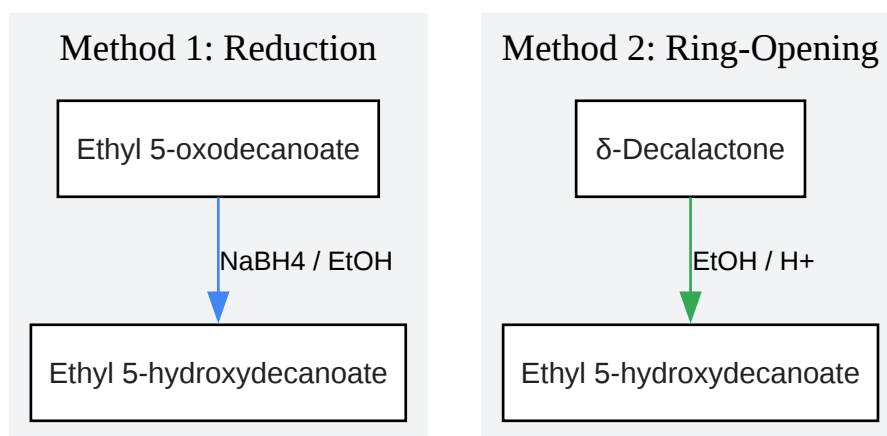 Method 1: Reduction
Ethyl 5-oxodecanoate
NaBH4 / EtOH
Ethyl 5-hydroxydecanoate
Method 2: Ring-Opening
δ-Decalactone
EtOH / H+
Ethyl 5-hydroxydecanoate